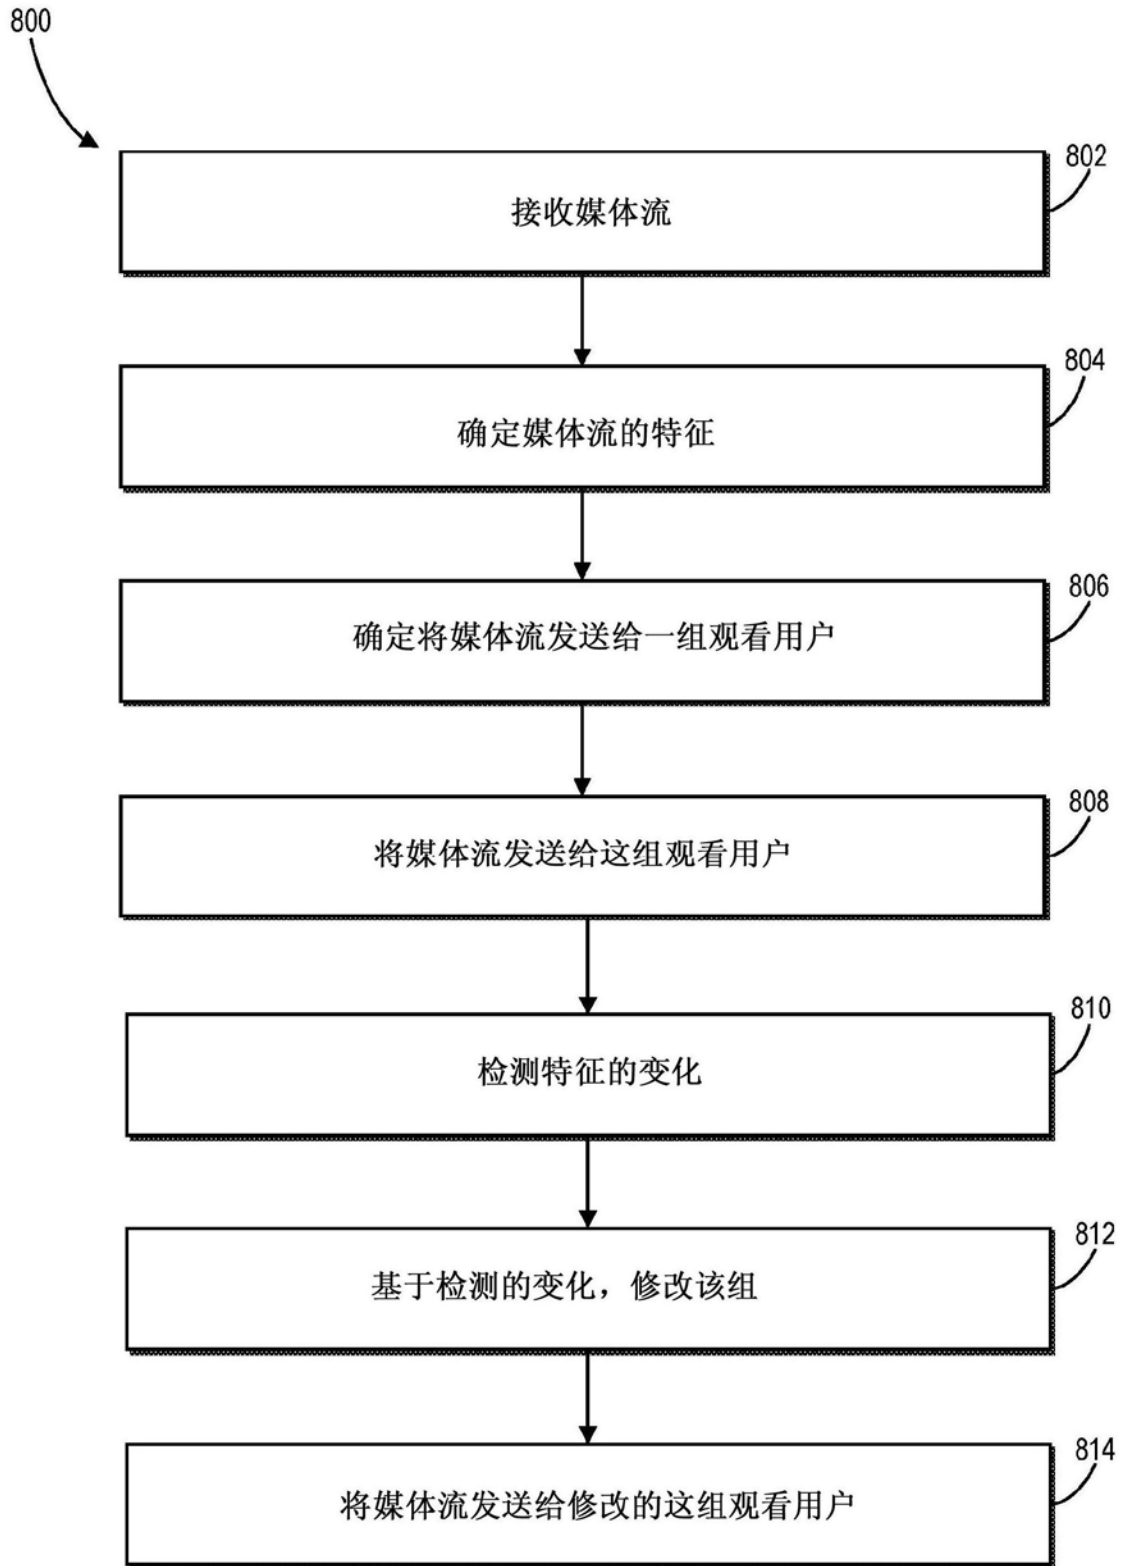 800
802
接收媒体流
804
确定媒体流的特征
806
确定将媒体流发送给一组观看用户
808
将媒体流发送给这组观看用户
810
检测特征的变化
812
基于检测的变化，修改该组
814
将媒体流发送给修改的这组观看用户